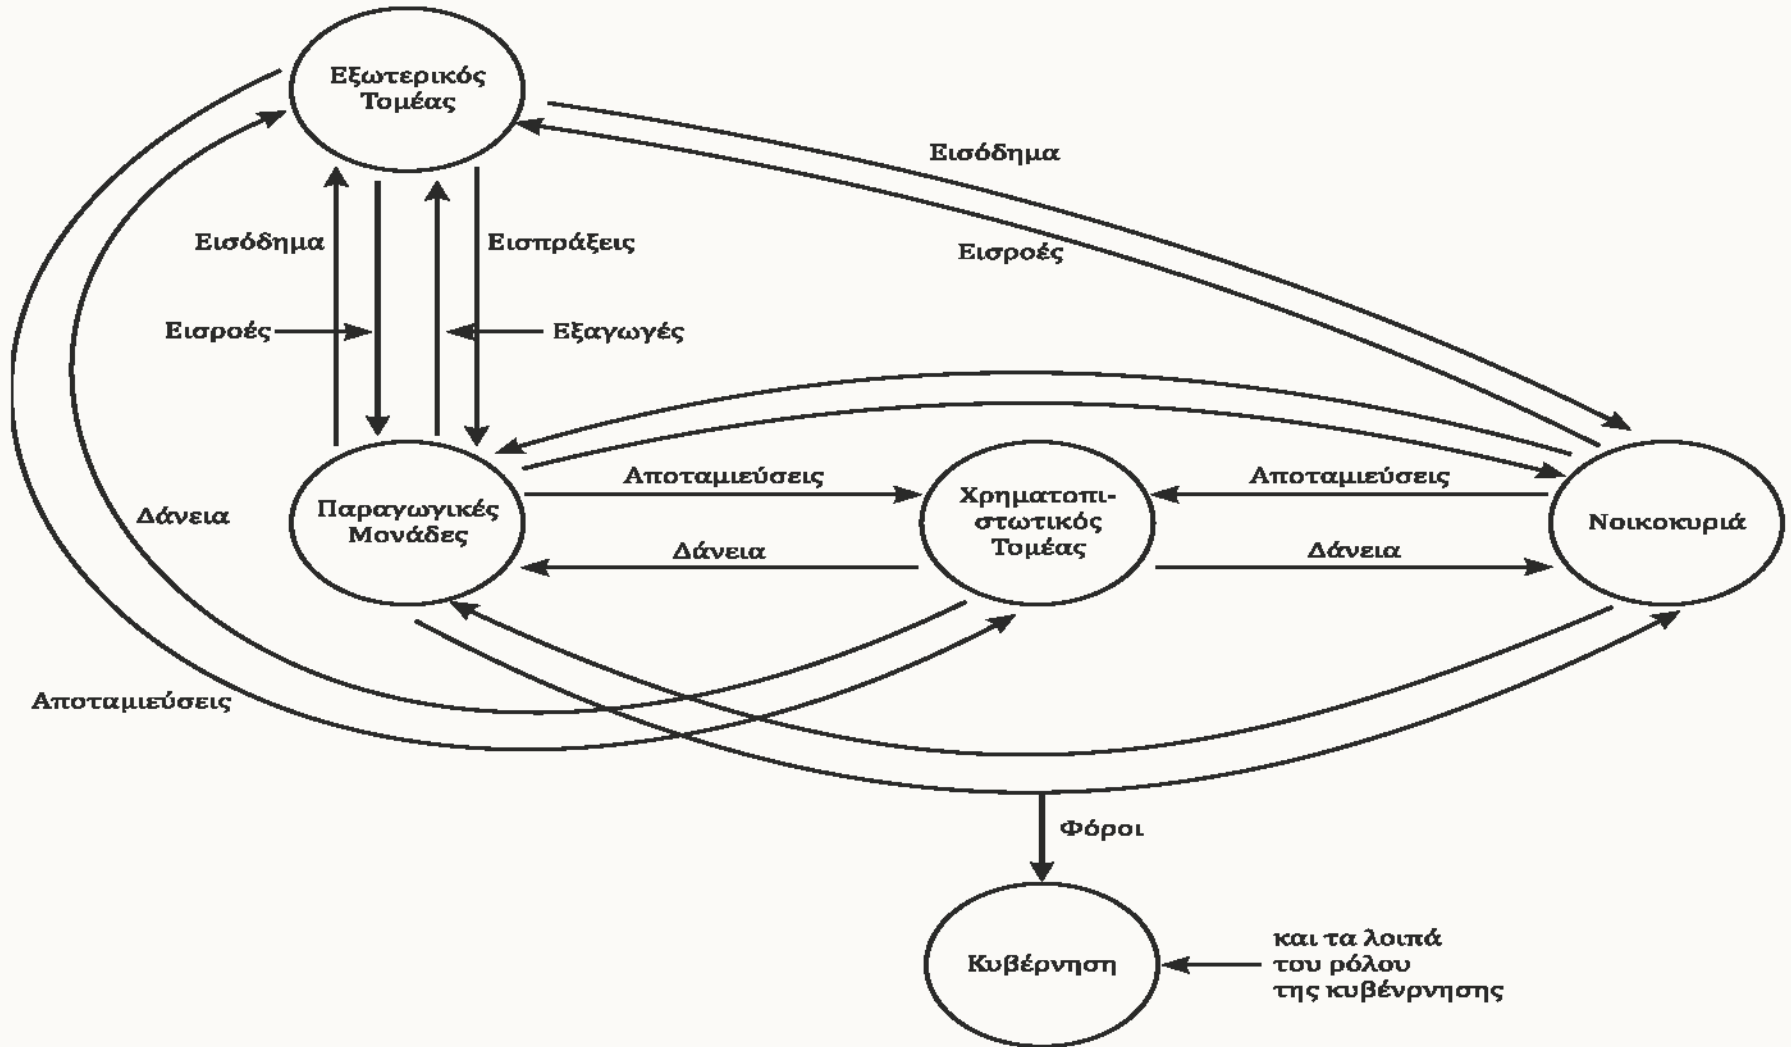 Εξωτερικός
Τομέας
Εισόδημα
Εισροές
Εισόδημα
Εισπράξεις
Εισροές
Εξαγωγές
Αποταμιεύσεις
Αποταμιεύσεις
Παραγωγικές
Μονάδες
Χρηματοπι-
στωτικός
Τομέας
Νοικοκυριά
Δάνεια
Δάνεια
Δάνεια
Αποταμιεύσεις
Φόροι
Κυβέρνηση
και τα λοιπά
του ρόλου
της κυβένρνησης